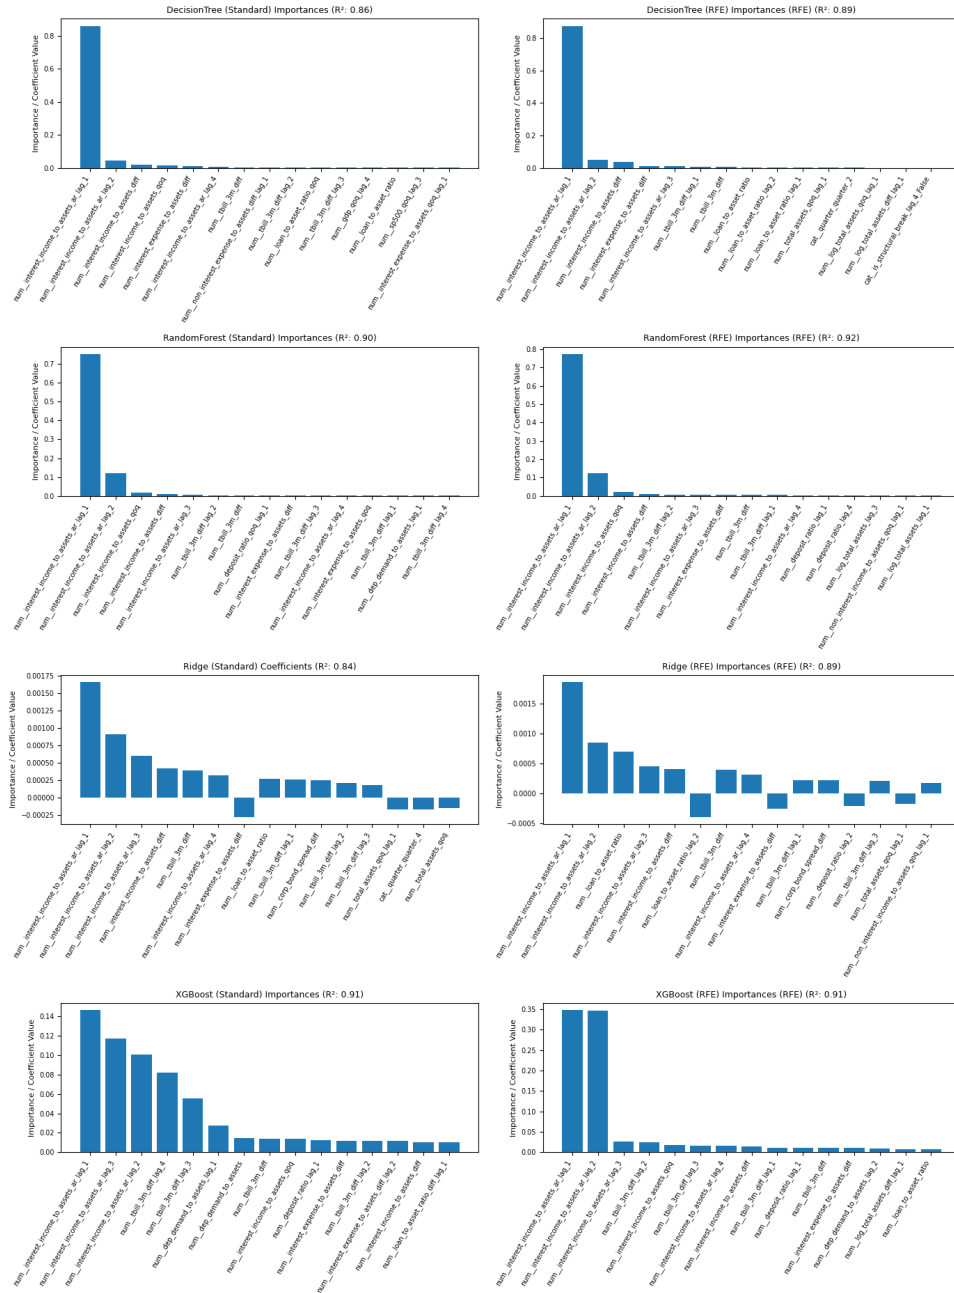 DecisionTree (Standard) Importances (R²: 0.86)
Importance / Coefficient Value
0.8
0.6
0.4
0.2
0.0
num__interest_income_to_assets_ar_lag_1
num__interest_income_to_assets_ar_lag_2
num__interest_income_to_assets_diff
num__interest_income_to_assets_qoq
num__interest_expense_to_assets_diff
num__interest_income_to_assets_ar_lag_4
num__tbill_3m_diff
num__non_interest_expense_to_assets_diff_lag_1
num__tbill_3m_diff_lag_2
num__loan_to_asset_ratio_qoq
num__tbill_3m_diff_lag_3
num__gdp_qoq_lag_4
num__loan_to_asset_ratio
num__sp500_qoq_lag_3
num__interest_expense_to_assets_qoq_lag_1
DecisionTree (RFE) Importances (RFE) (R²: 0.89)
Importance / Coefficient Value
0.8
0.6
0.4
0.2
0.0
num__interest_income_to_assets_ar_lag_1
num__interest_income_to_assets_ar_lag_2
num__interest_income_to_assets_diff
num__interest_expense_to_assets_diff
num__interest_income_to_assets_ar_lag_3
num__tbill_3m_diff_lag_1
num__tbill_3m_diff
num__loan_to_asset_ratio
num__loan_to_asset_ratio_lag_2
num__loan_to_asset_ratio_lag_1
num__total_assets_qoq_lag_1
cat__quarter_quarter_2
num__log_total_assets_qoq_lag_1
num__log_total_assets_diff_lag_1
cat__is_structural_break_lag_4_False
RandomForest (Standard) Importances (R²: 0.90)
Importance / Coefficient Value
0.7
0.6
0.5
0.4
0.3
0.2
0.1
0.0
num__interest_income_to_assets_ar_lag_1
num__interest_income_to_assets_ar_lag_2
num__interest_income_to_assets_qoq
num__interest_income_to_assets_diff
num__interest_income_to_assets_ar_lag_3
num__tbill_3m_diff_lag_2
num__tbill_3m_diff
num__deposit_ratio_qoq_lag_1
num__interest_expense_to_assets_diff
num__tbill_3m_diff_lag_3
num__interest_income_to_assets_ar_lag_4
num__interest_expense_to_assets_qoq
num__tbill_3m_diff_lag_1
num__dep_demand_to_assets_lag_1
num__tbill_3m_diff_lag_4
RandomForest (RFE) Importances (RFE) (R²: 0.92)
Importance / Coefficient Value
0.8
0.7
0.6
0.5
0.4
0.3
0.2
0.1
0.0
num__interest_income_to_assets_ar_lag_1
num__interest_income_to_assets_ar_lag_2
num__interest_income_to_assets_qoq
num__interest_income_to_assets_diff
num__tbill_3m_diff_lag_2
num__interest_income_to_assets_ar_lag_3
num__interest_expense_to_assets_diff
num__tbill_3m_diff
num__tbill_3m_diff_lag_1
num__interest_income_to_assets_ar_lag_4
num__deposit_ratio_lag_1
num__deposit_ratio_lag_4
num__log_total_assets_lag_3
num__non_interest_income_to_assets_qoq_lag_1
num__log_total_assets_lag_1
Ridge (Standard) Coefficients (R²: 0.84)
Importance / Coefficient Value
0.00175
0.00150
0.00125
0.00100
0.00075
0.00050
0.00025
0.00000
−0.00025
num__interest_income_to_assets_ar_lag_1
num__interest_income_to_assets_ar_lag_2
num__interest_income_to_assets_ar_lag_3
num__interest_income_to_assets_diff
num__tbill_3m_diff
num__interest_income_to_assets_ar_lag_4
num__interest_expense_to_assets_diff
num__loan_to_asset_ratio
num__tbill_3m_diff_lag_1
num__corp_bond_spread_diff
num__tbill_3m_diff_lag_2
num__tbill_3m_diff_lag_3
num__total_assets_qoq_lag_1
cat__quarter_quarter_4
num__total_assets_qoq
Ridge (RFE) Importances (RFE) (R²: 0.89)
Importance / Coefficient Value
0.0015
0.0010
0.0005
0.0000
−0.0005
num__interest_income_to_assets_ar_lag_1
num__interest_income_to_assets_ar_lag_2
num__loan_to_asset_ratio
num__interest_income_to_assets_ar_lag_3
num__interest_income_to_assets_diff
num__loan_to_asset_ratio_lag_2
num__tbill_3m_diff
num__interest_income_to_assets_ar_lag_4
num__interest_expense_to_assets_diff
num__tbill_3m_diff_lag_1
num__corp_bond_spread_diff
num__deposit_ratio_lag_2
num__tbill_3m_diff_lag_3
num__total_assets_qoq_lag_1
num__non_interest_income_to_assets_qoq_lag_1
XGBoost (Standard) Importances (R²: 0.91)
Importance / Coefficient Value
0.14
0.12
0.10
0.08
0.06
0.04
0.02
0.00
num__interest_income_to_assets_ar_lag_1
num__interest_income_to_assets_ar_lag_3
num__interest_income_to_assets_ar_lag_2
num__tbill_3m_diff_lag_4
num__tbill_3m_diff_lag_3
num__dep_demand_to_assets_lag_1
num__dep_demand_to_assets
num__tbill_3m_diff
num__interest_income_to_assets_qoq
num__deposit_ratio_lag_1
num__interest_expense_to_assets_diff
num__tbill_3m_diff_lag_2
num__interest_expense_to_assets_diff_lag_2
num__interest_income_to_assets_diff
num__loan_to_asset_ratio_diff_lag_1
XGBoost (RFE) Importances (RFE) (R²: 0.91)
Importance / Coefficient Value
0.35
0.30
0.25
0.20
0.15
0.10
0.05
0.00
num__interest_income_to_assets_ar_lag_1
num__interest_income_to_assets_ar_lag_2
num__interest_income_to_assets_ar_lag_3
num__tbill_3m_diff_lag_2
num__interest_income_to_assets_qoq
num__tbill_3m_diff_lag_3
num__interest_income_to_assets_ar_lag_4
num__interest_income_to_assets_diff
num__tbill_3m_diff_lag_1
num__deposit_ratio_lag_1
num__tbill_3m_diff
num__interest_expense_to_assets_diff
num__dep_demand_to_assets_lag_2
num__log_total_assets_diff_lag_1
num__loan_to_asset_ratio